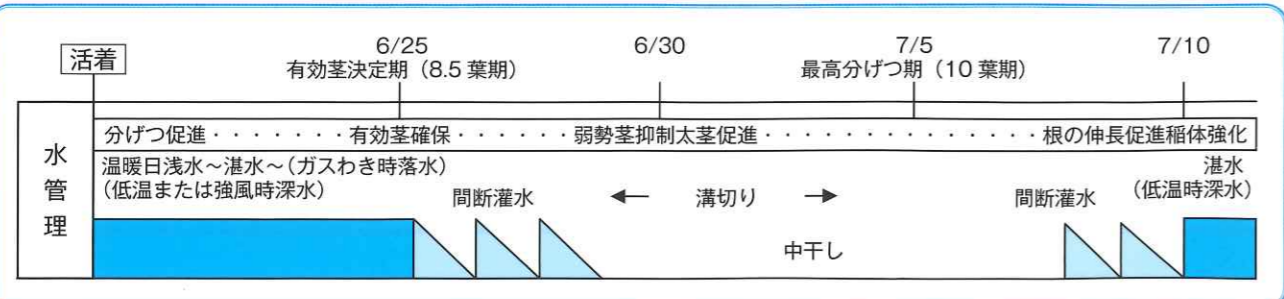 活着
6/25
有効茎決定期（8.5 葉期）
6/30
7/5
最高分げつ期（10 葉期）
7/10
水管理
分げつ促進・・・・・・・有効茎確保・・・・・・弱勢茎抑制太茎促進・・・・・・・・・・・・・・根の伸長促進稲体強化
温暖日浅水～湛水～（ガスわき時落水）
（低温または強風時深水）
間断灌水
← 溝切り →
中干し
間断灌水
湛水
（低温時深水）